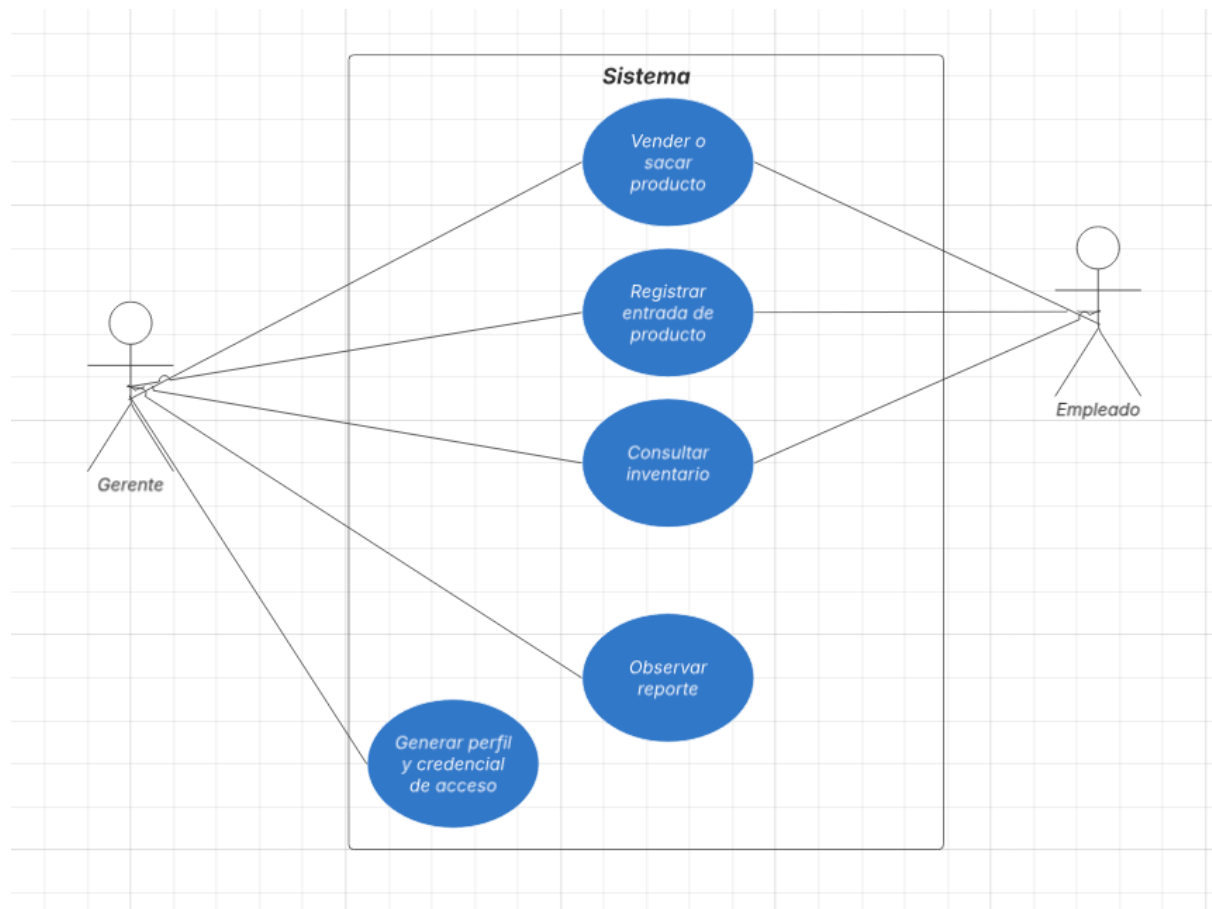 Sistema
Vender o
sacar
producto
Registrar
entrada de
producto
Empleado
Consultar
inventario
Gerente
Observar
reporte
Generar perfil
y credencial
de acceso